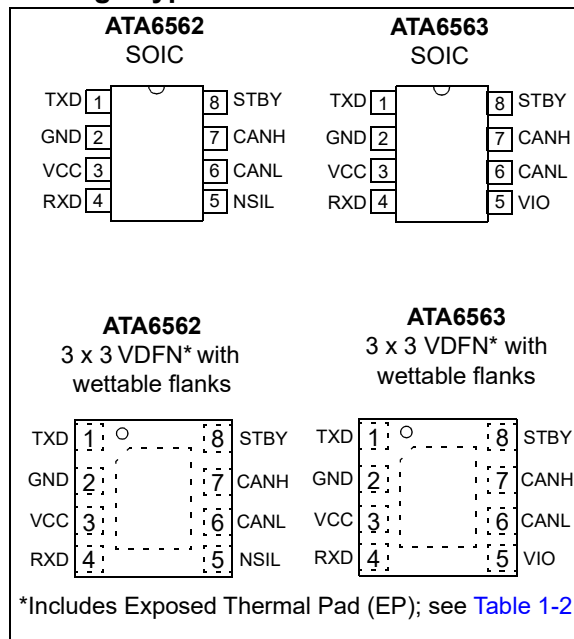 ATA6562
SOIC
TXD 1 8 STBY
GND 2 7 CANH
VCC 3 6 CANL
RXD 4 5 NSIL
ATA6563
SOIC
TXD 1 8 STBY
GND 2 7 CANH
VCC 3 6 CANL
RXD 4 5 VIO
ATA6562
3 x 3 VDFN* with
wettable flanks
TXD 1 8 STBY
GND 2 7 CANH
VCC 3 6 CANL
RXD 4 5 NSIL
ATA6563
3 x 3 VDFN* with
wettable flanks
TXD 1 8 STBY
GND 2 7 CANH
VCC 3 6 CANL
RXD 4 5 VIO
*Includes Exposed Thermal Pad (EP); see Table 1-2